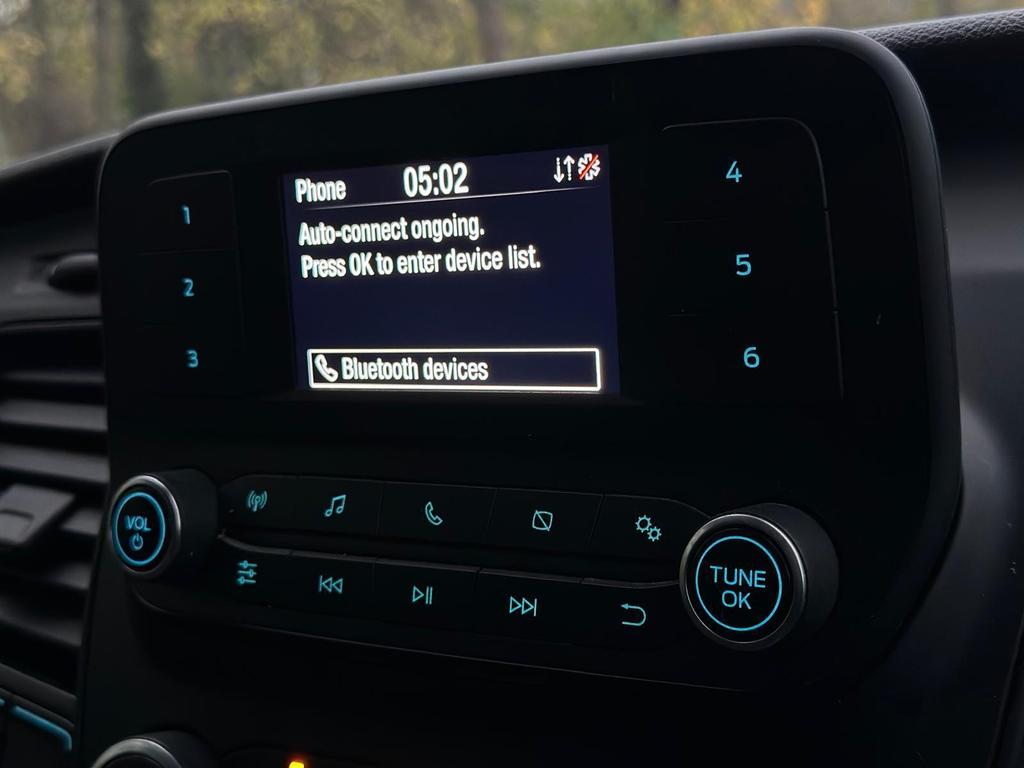 Phone 05:02
Auto-connect ongoing.
Press OK to enter device list.
Bluetooth devices
1
2
3
4
5
6
VOL
TUNE
OK